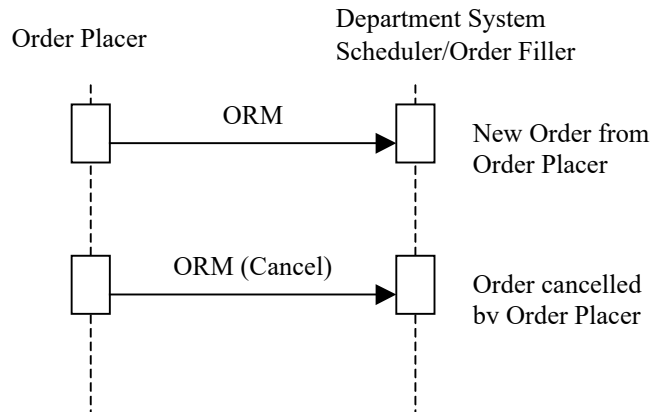 Order Placer
Department System
Scheduler/Order Filler
ORM
New Order from
Order Placer
ORM (Cancel)
Order cancelled
by Order Placer